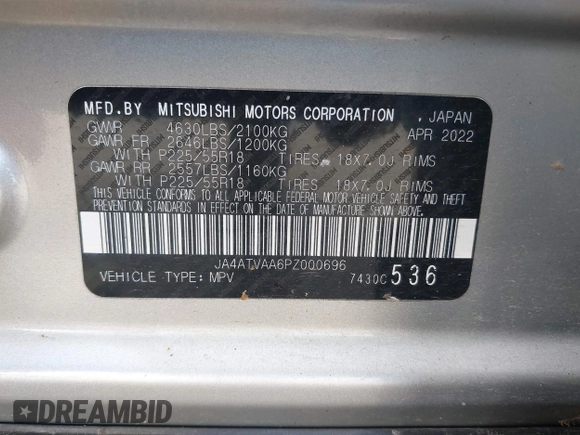 MFD.BY MITSUBISHI MOTORS CORPORATION , JAPAN
GVWR 4630LBS/2100KG APR 2022
GAWR FR 2646LBS/1200KG
WITH P225/55R18 TIRES, 18X7.0J RIMS
GAWR RR 2557LBS/1160KG
WITH P225/55R18 TIRES 18X7.0J RIMS
THIS VEHICLE CONFORMS TO ALL APPLICABLE FEDERAL MOTOR VEHICLE SAFETY AND
THEFT PREVENTION STANDARDS IN EFFECT ON THE DATE OF MANUFACTURE SHOWN ABOVE.
JA4ATVAA6PZ000696
VEHICLE TYPE: MPV 7430C 536
DREAMBID